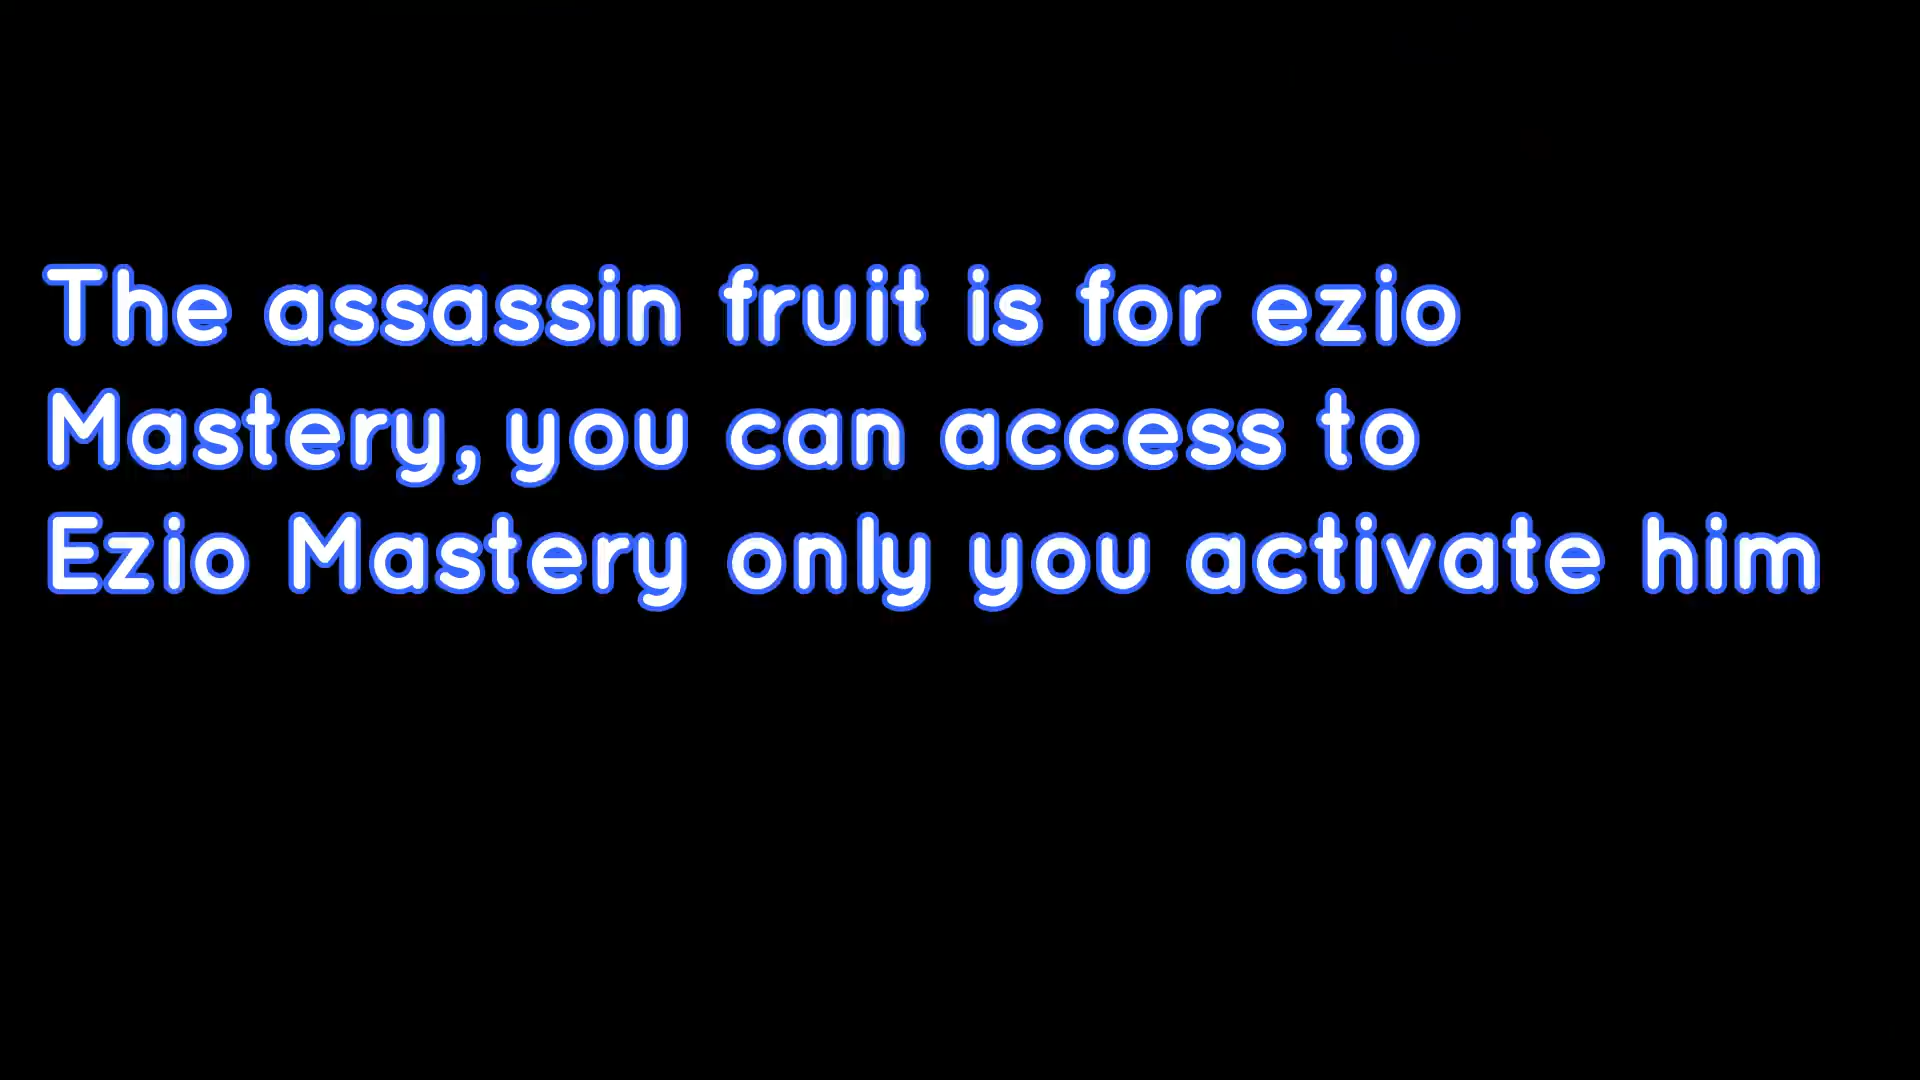 The assassin fruit is for ezio
Mastery, you can access to
Ezio Mastery only you activate him